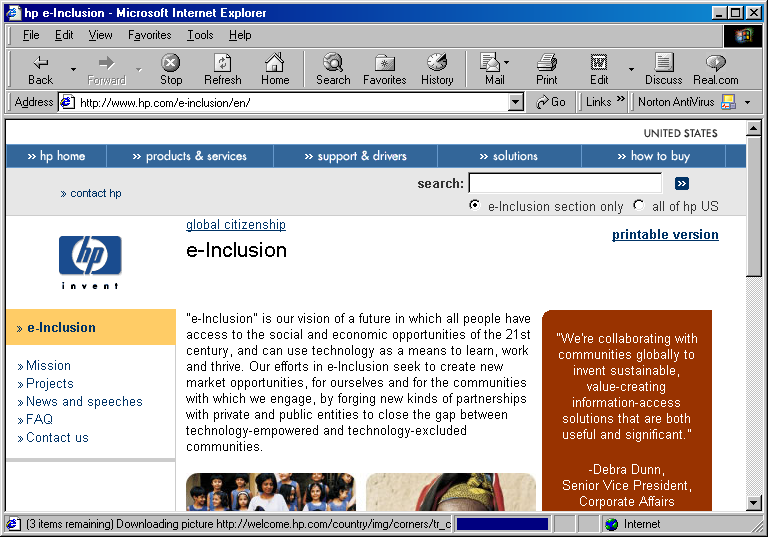 hp e-Inclusion - Microsoft Internet Explorer
File Edit View Favorites Tools Help
Back Forward Stop Refresh Home Search Favorites History Mail Print Edit Discuss Real.com
Address http://www.hp.com/e-inclusion/en/ Go Links » Norton AntiVirus
UNITED STATES
» hp home » products & services » support & drivers » solutions » how to buy
» contact hp
search: »
e-Inclusion section only all of hp US
global citizenship
printable version
e-Inclusion
hp
invent
» e-Inclusion
» Mission
» Projects
» News and speeches
» FAQ
» Contact us
"e-Inclusion" is our vision of a future in which all people have
access to the social and economic opportunities of the 21st
century, and can use technology as a means to learn, work
and thrive. Our efforts in e-Inclusion seek to create new
market opportunities, for ourselves and for the communities
with which we engage, by forging new kinds of partnerships
with private and public entities to close the gap between
technology-empowered and technology-excluded
communities.
"We're collaborating with
communities globally to
invent sustainable,
value-creating
information-access
solutions that are both
useful and significant."
-Debra Dunn,
Senior Vice President,
Corporate Affairs
(3 items remaining) Downloading picture http://welcome.hp.com/country/img/corners/tr_c Internet